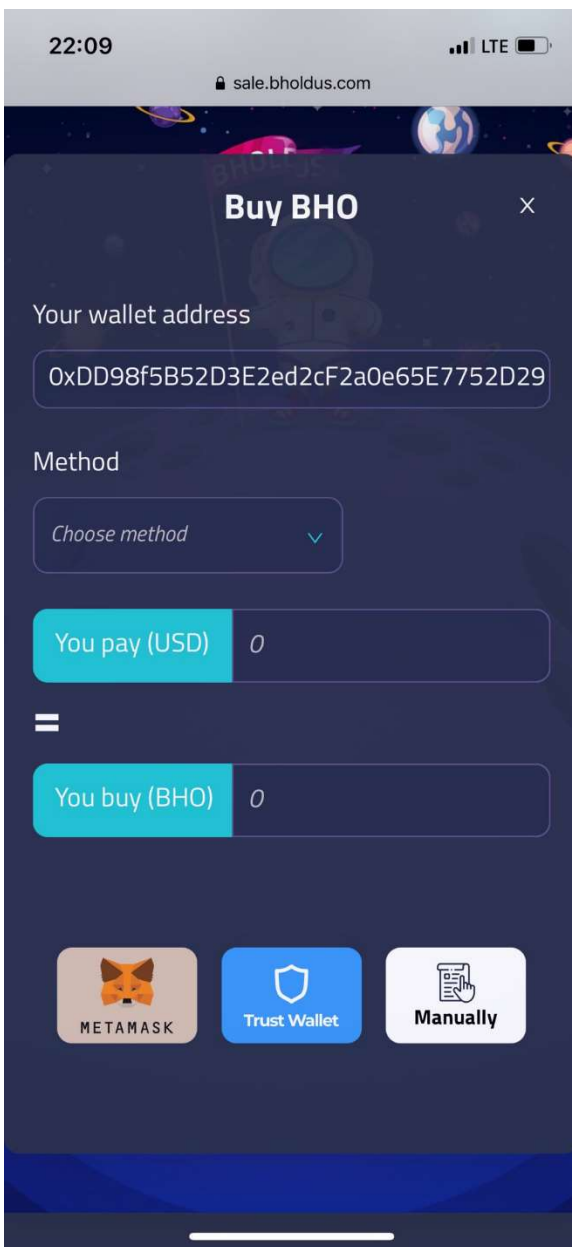 22:09
LTE
sale.bholdus.com
BHOLDUS
Buy BHO
X
Your wallet address
0xDD98f5B52D3E2ed2cF2a0e65E7752D29
Method
Choose method
You pay (USD) 0
=
You buy (BHO) 0
METAMASK
Trust Wallet
Manually